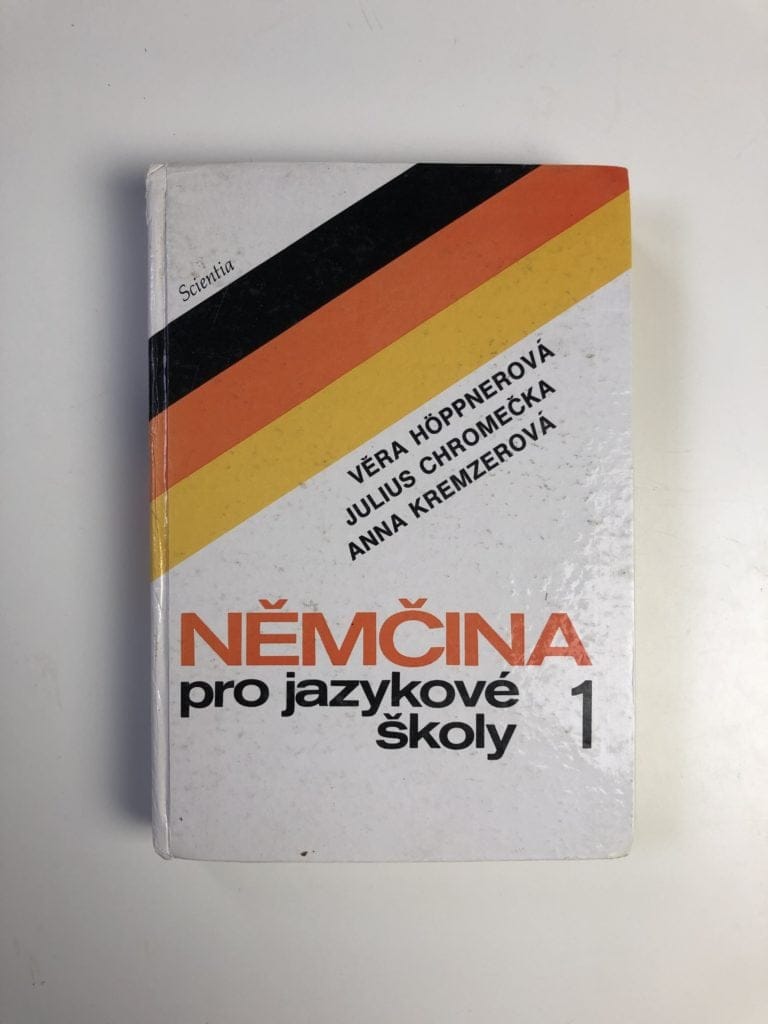 Scientia
VĚRA HÖPPNEROVÁ
JULIUS CHROMEČKA
ANNA KREMZEROVÁ
NĚMČINA
pro jazykové
školy 1